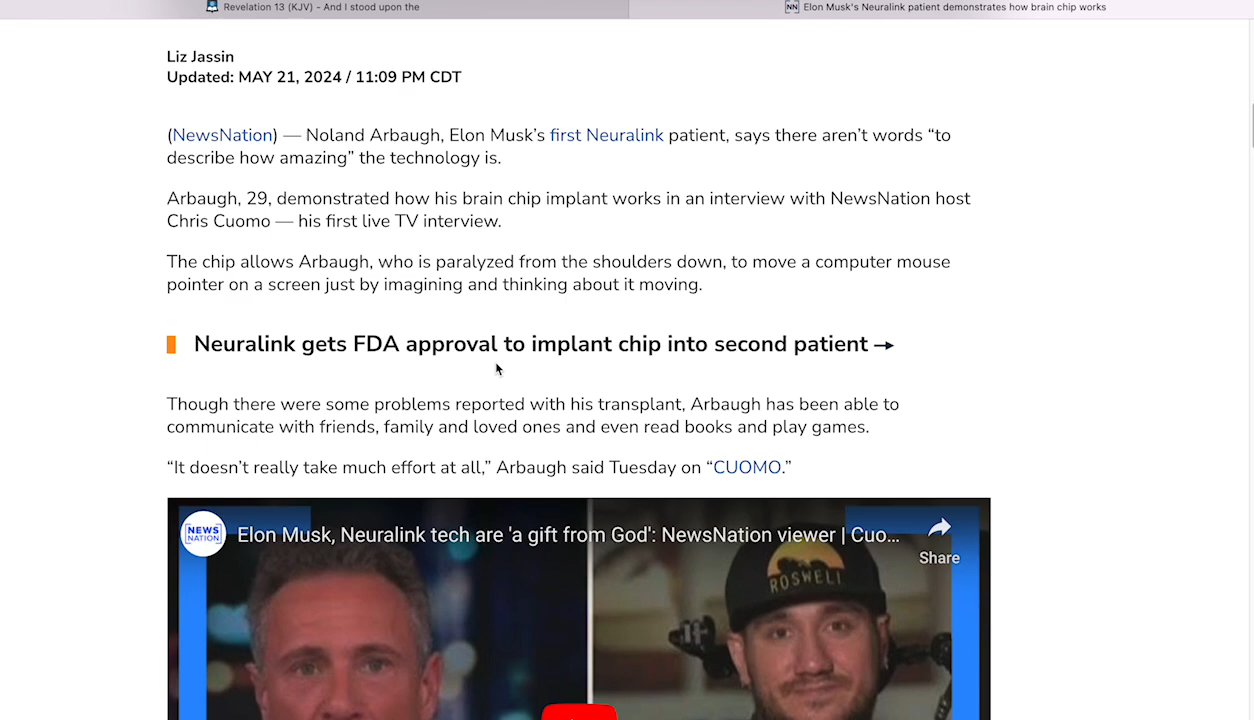 Revelation 13 (KJV) - And I stood upon the
NN Elon Musk's Neuralink patient demonstrates how brain chip works
Liz Jassin
Updated: MAY 21, 2024 / 11:09 PM CDT
(NewsNation) — Noland Arbaugh, Elon Musk's first Neuralink patient, says there aren't words “to
describe how amazing” the technology is.
Arbaugh, 29, demonstrated how his brain chip implant works in an interview with NewsNation host
Chris Cuomo — his first live TV interview.
The chip allows Arbaugh, who is paralyzed from the shoulders down, to move a computer mouse
pointer on a screen just by imagining and thinking about it moving.
Neuralink gets FDA approval to implant chip into second patient →
Though there were some problems reported with his transplant, Arbaugh has been able to
communicate with friends, family and loved ones and even read books and play games.
“It doesn't really take much effort at all,” Arbaugh said Tuesday on “CUOMO.”
NEWS
NATION
Elon Musk, Neuralink tech are 'a gift from God': NewsNation viewer | Cuo...
Share
ROSWELL